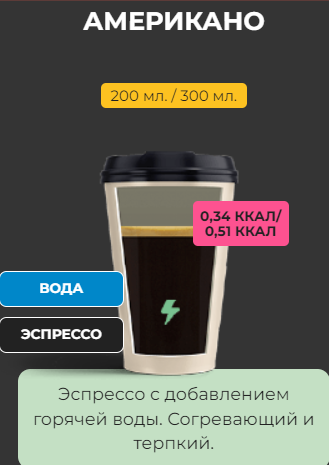 АМЕРИКАНО
200 мл. / 300 мл.
0,34 ККАЛ/
0,51 ККАЛ
ВОДА
ЭСПРЕССО
Эспрессо с добавлением
горячей воды. Согревающий и
терпкий.